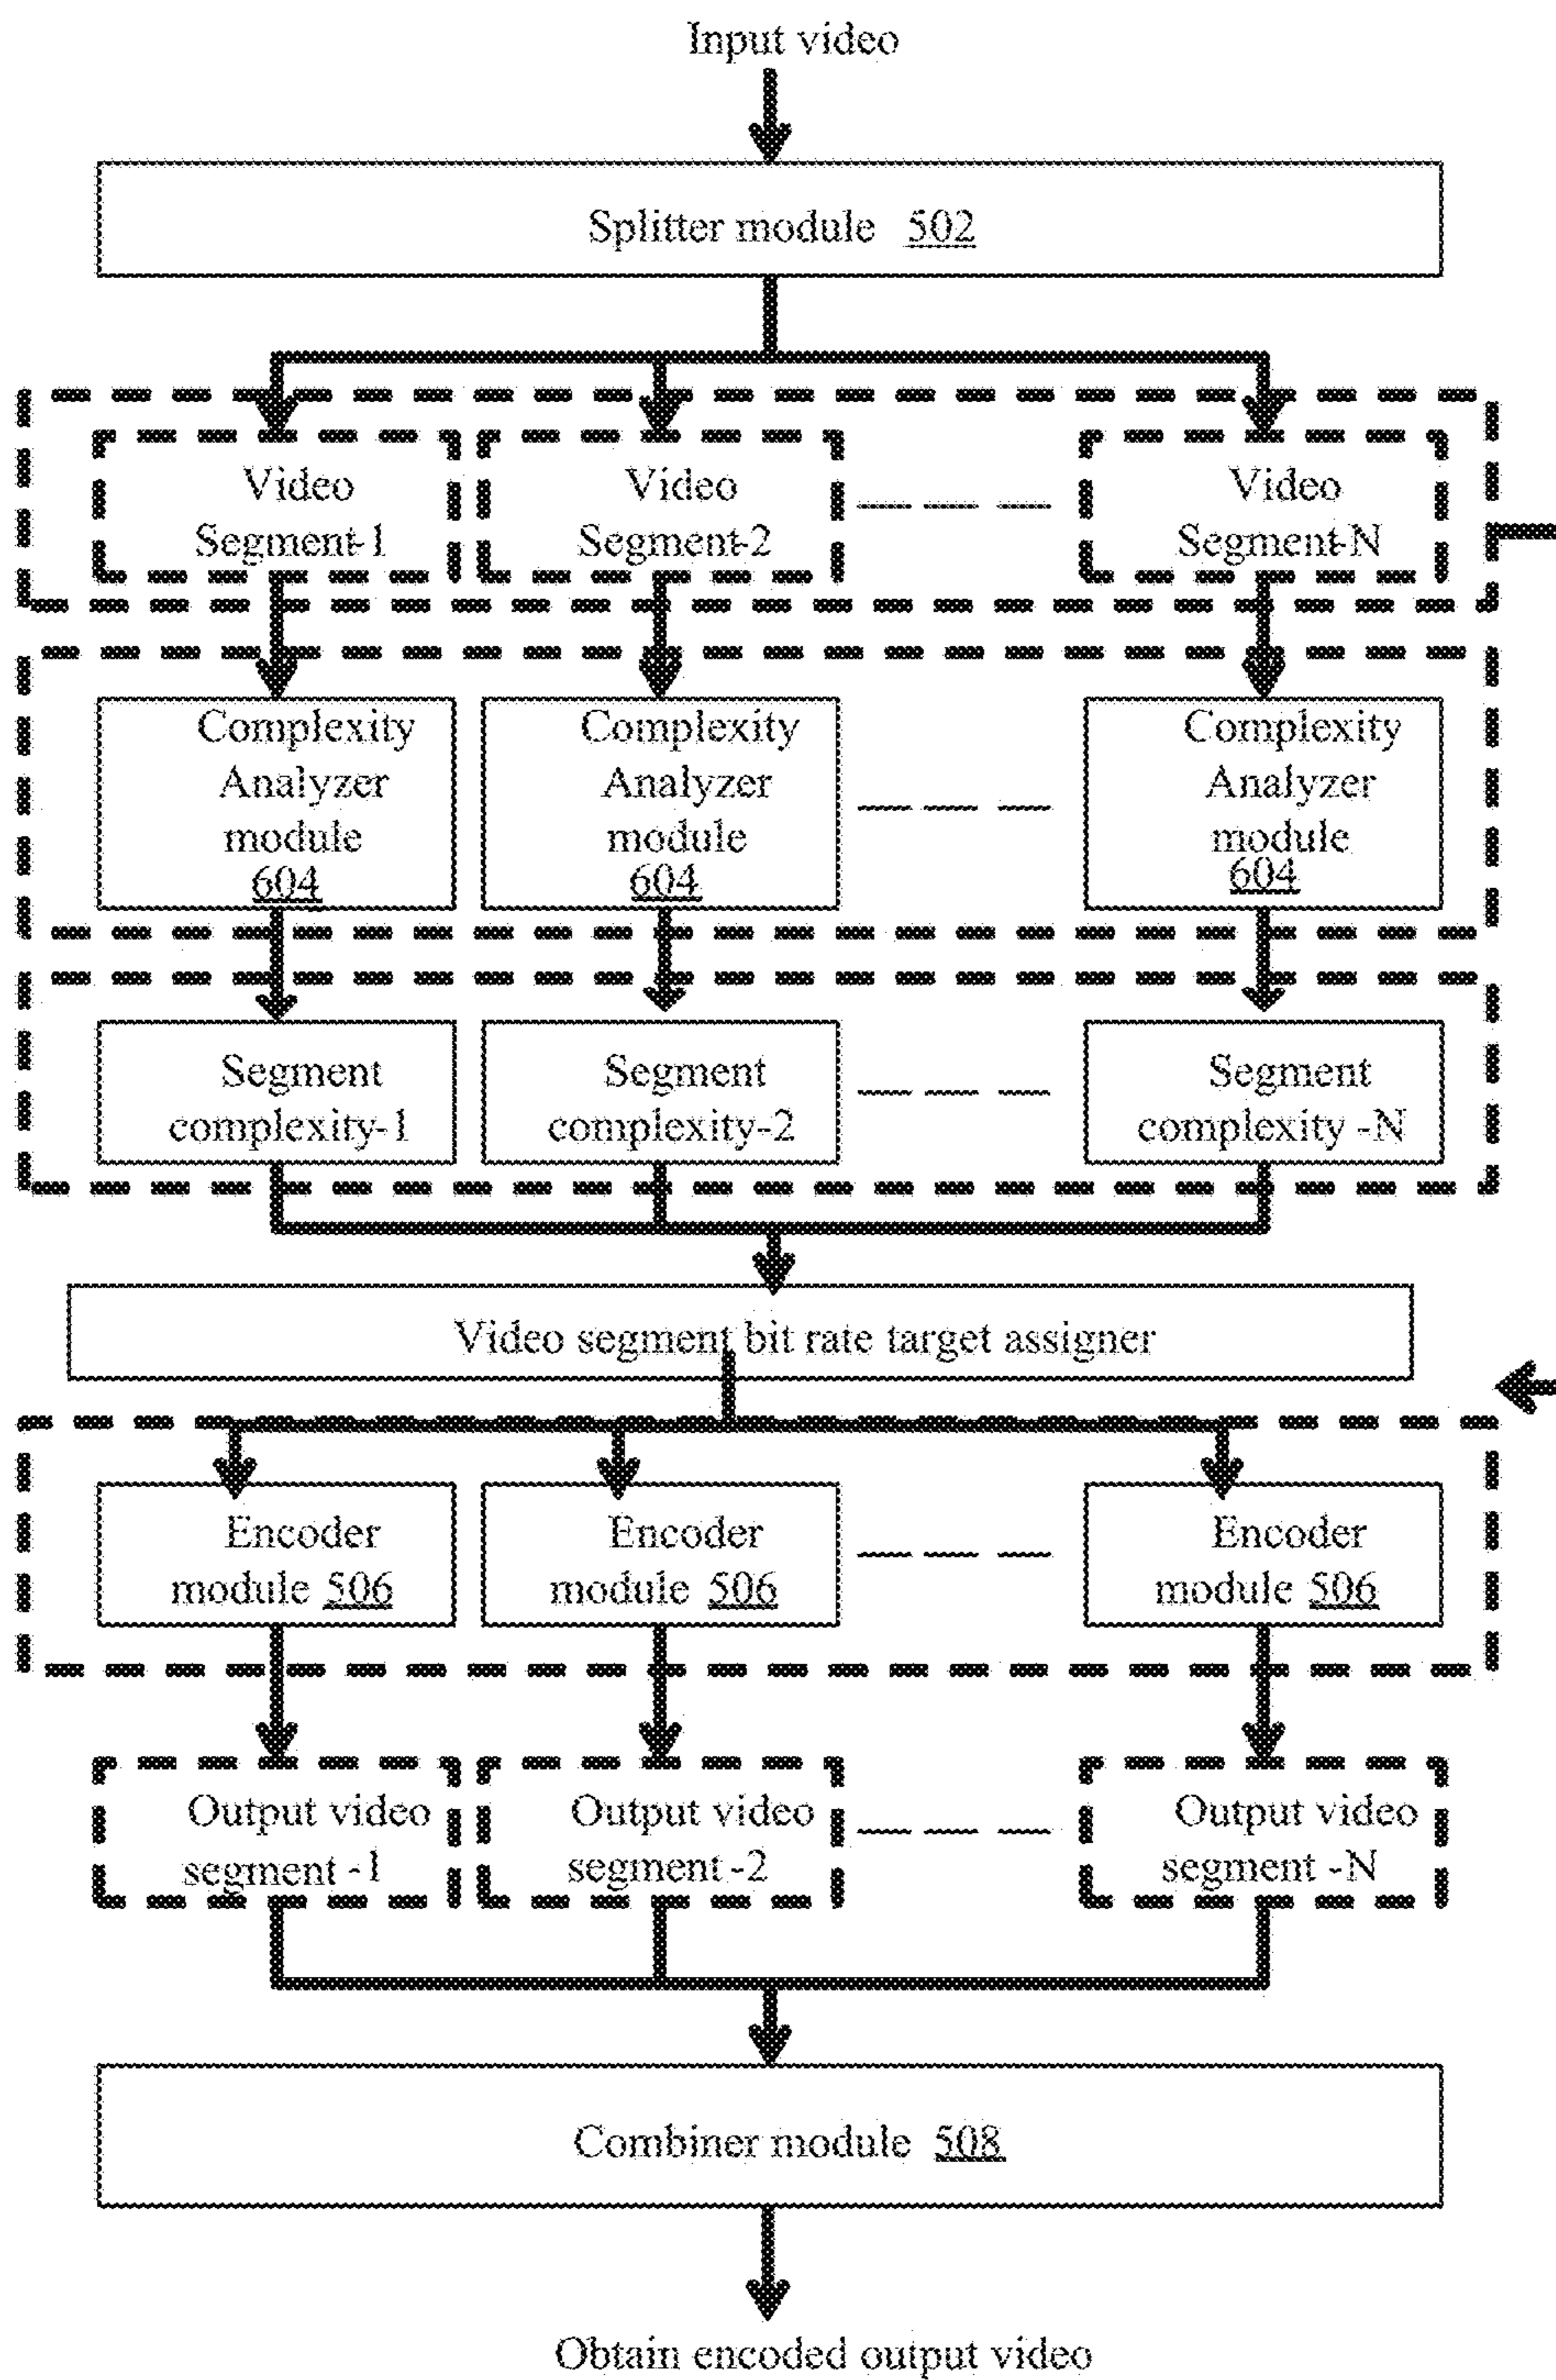 Input video
Splitter module 502
Video
Segment-1
Video
Segment-2
Video
Segment-N
Complexity
Analyzer
module
604
Complexity
Analyzer
module
604
Complexity
Analyzer
module
604
Segment
complexity-1
Segment
complexity-2
Segment
complexity -N
Video segment bit rate target assigner
Encoder
module 506
Encoder
module 506
Encoder
module 506
Output video
segment -1
Output video
segment -2
Output video
segment -N
Combiner module 508
Obtain encoded output video